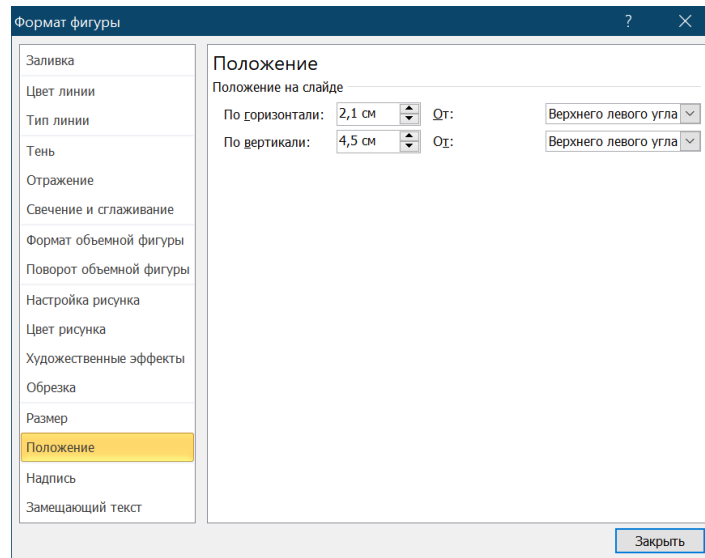 Формат фигуры
Заливка
Цвет линии
Тип линии
Тень
Отражение
Свечение и сглаживание
Формат объемной фигуры
Поворот объемной фигуры
Настройка рисунка
Цвет рисунка
Художественные эффекты
Обрезка
Размер
Положение
Надпись
Замещающий текст
Положение
Положение на слайде
По горизонтали: 2,1 см От: Верхнего левого угла
По вертикали: 4,5 см От: Верхнего левого угла
Закрыть